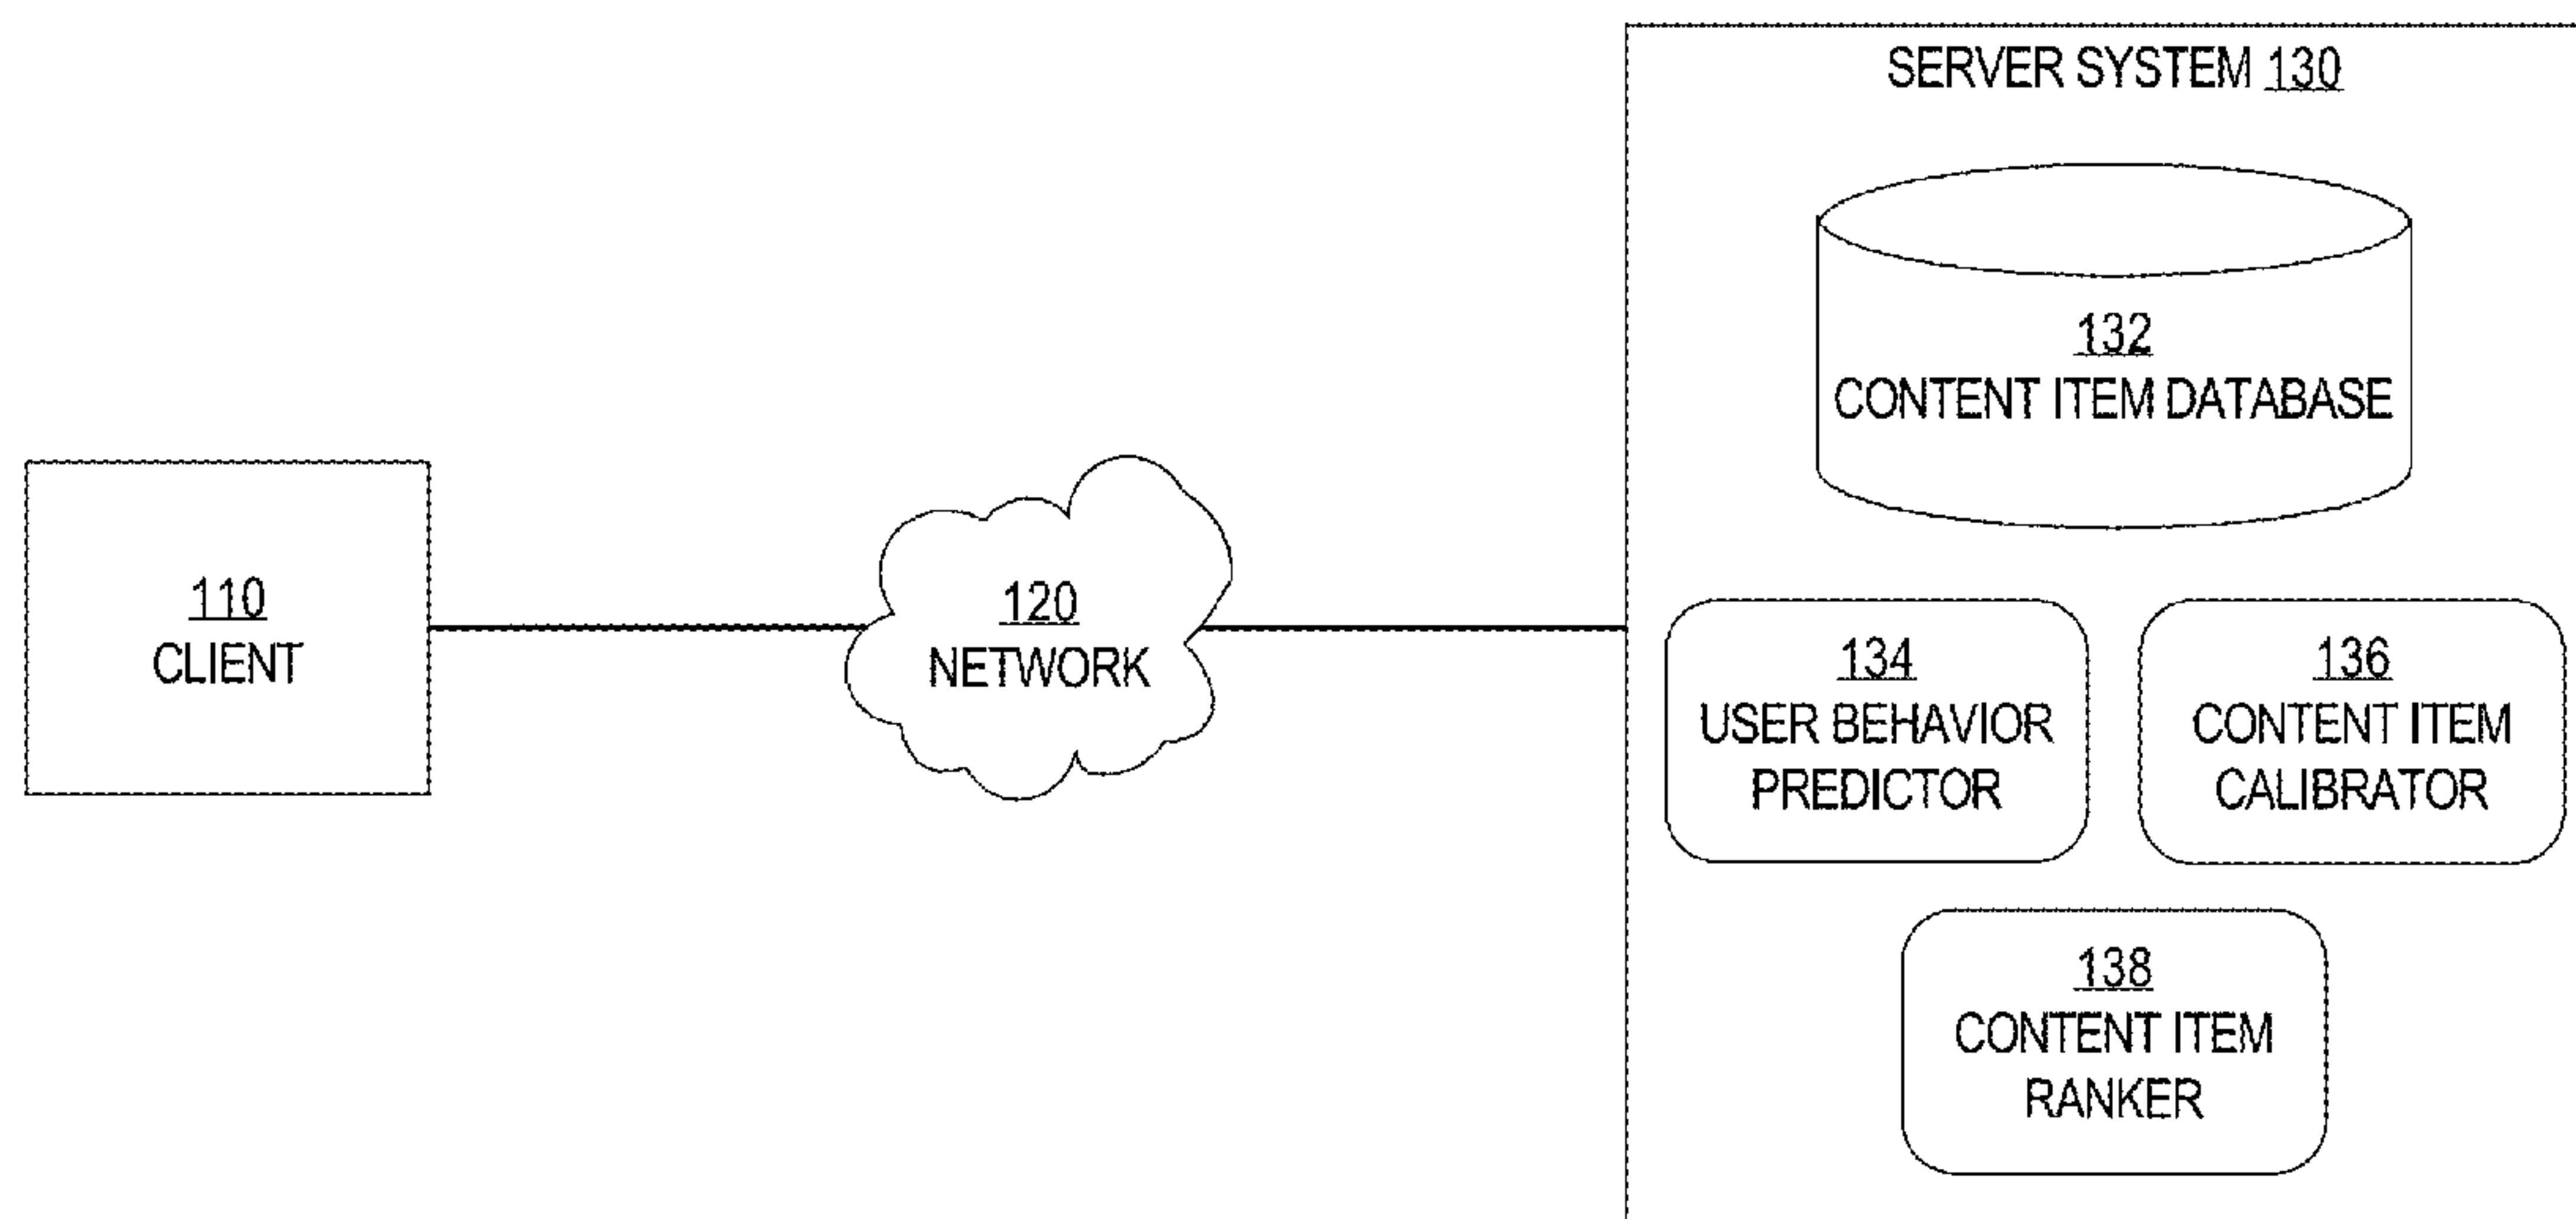 SERVER SYSTEM 130
132
CONTENT ITEM DATABASE
110
CLIENT
120
NETWORK
134
USER BEHAVIOR
PREDICTOR
136
CONTENT ITEM
CALIBRATOR
138
CONTENT ITEM
RANKER